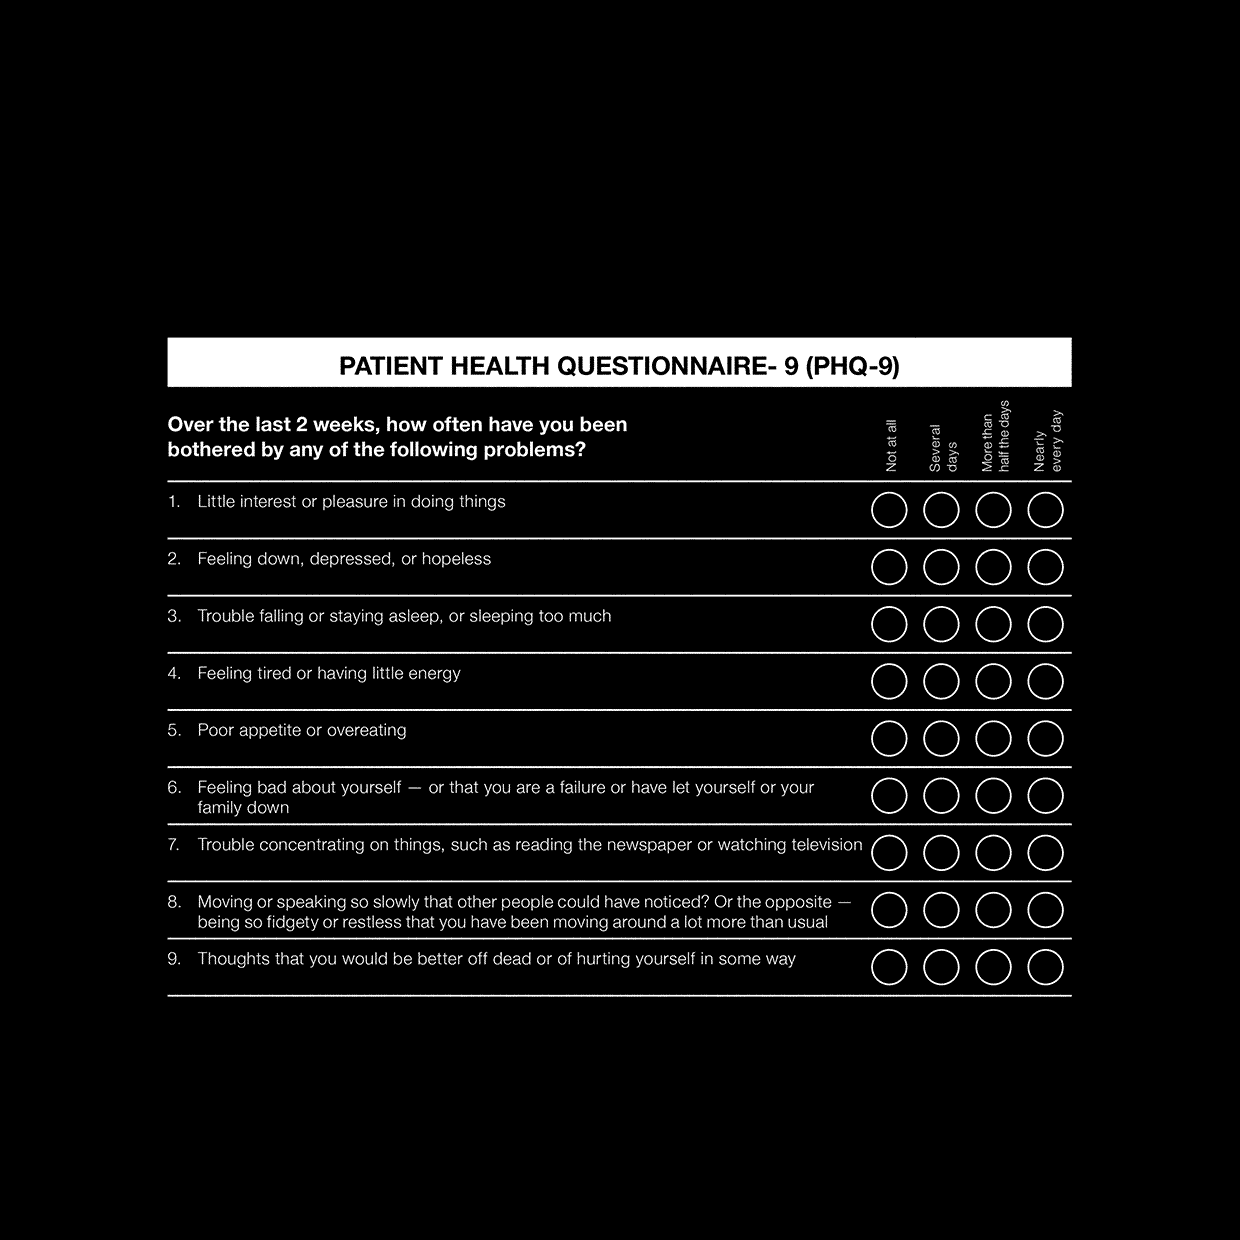 PATIENT HEALTH QUESTIONNAIRE- 9 (PHQ-9)
Over the last 2 weeks, how often have you been
bothered by any of the following problems?
Not at all
Several
days
More than
half the days
Nearly
every day
1. Little interest or pleasure in doing things
2. Feeling down, depressed, or hopeless
3. Trouble falling or staying asleep, or sleeping too much
4. Feeling tired or having little energy
5. Poor appetite or overeating
6. Feeling bad about yourself — or that you are a failure or have let yourself or your
family down
7. Trouble concentrating on things, such as reading the newspaper or watching television
8. Moving or speaking so slowly that other people could have noticed? Or the opposite —
being so fidgety or restless that you have been moving around a lot more than usual
9. Thoughts that you would be better off dead or of hurting yourself in some way